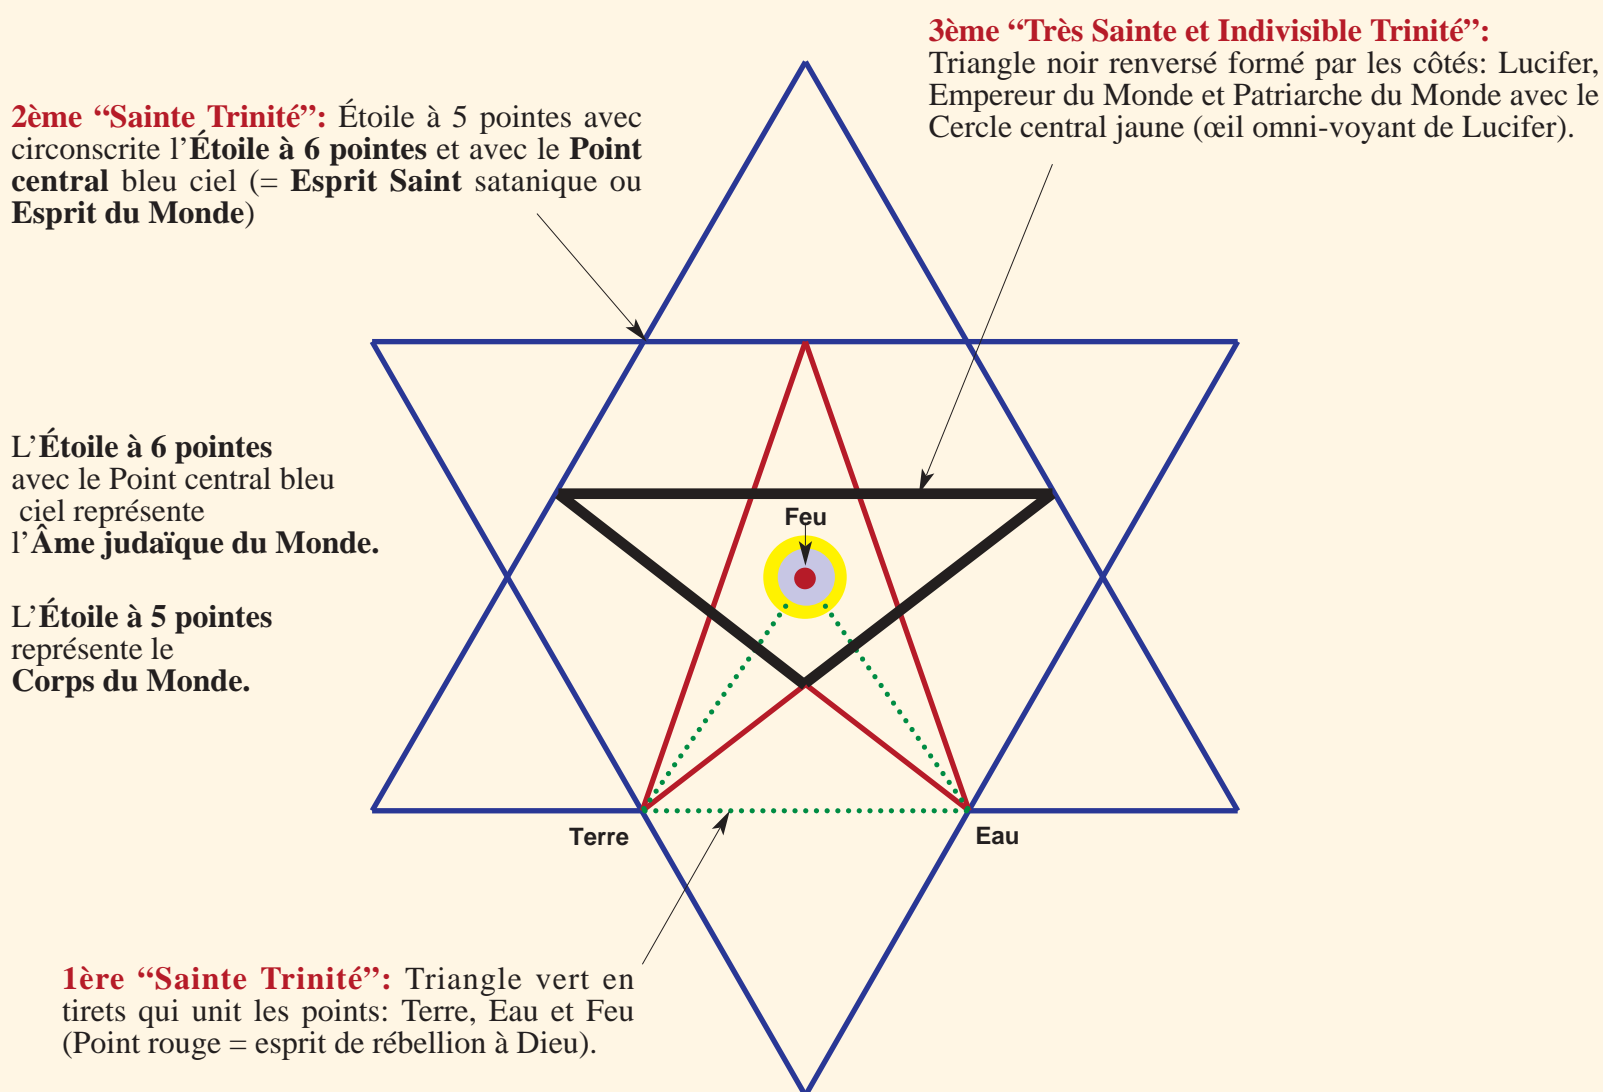 3ème “Très Sainte et Indivisible Trinité”:
Triangle noir renversé formé par les côtés: Lucifer,
Empereur du Monde et Patriarche du Monde avec le
Cercle central jaune (œil omni-voyant de Lucifer).
2ème “Sainte Trinité”: Étoile à 5 pointes avec
circonscrite l’Étoile à 6 pointes et avec le Point
central bleu ciel (= Esprit Saint satanique ou
Esprit du Monde)
L’Étoile à 6 pointes
avec le Point central bleu
ciel représente
l’Âme judaïque du Monde.
L’Étoile à 5 pointes
représente le
Corps du Monde.
Feu
Terre
Eau
1ère “Sainte Trinité”: Triangle vert en
tirets qui unit les points: Terre, Eau et Feu
(Point rouge = esprit de rébellion à Dieu).